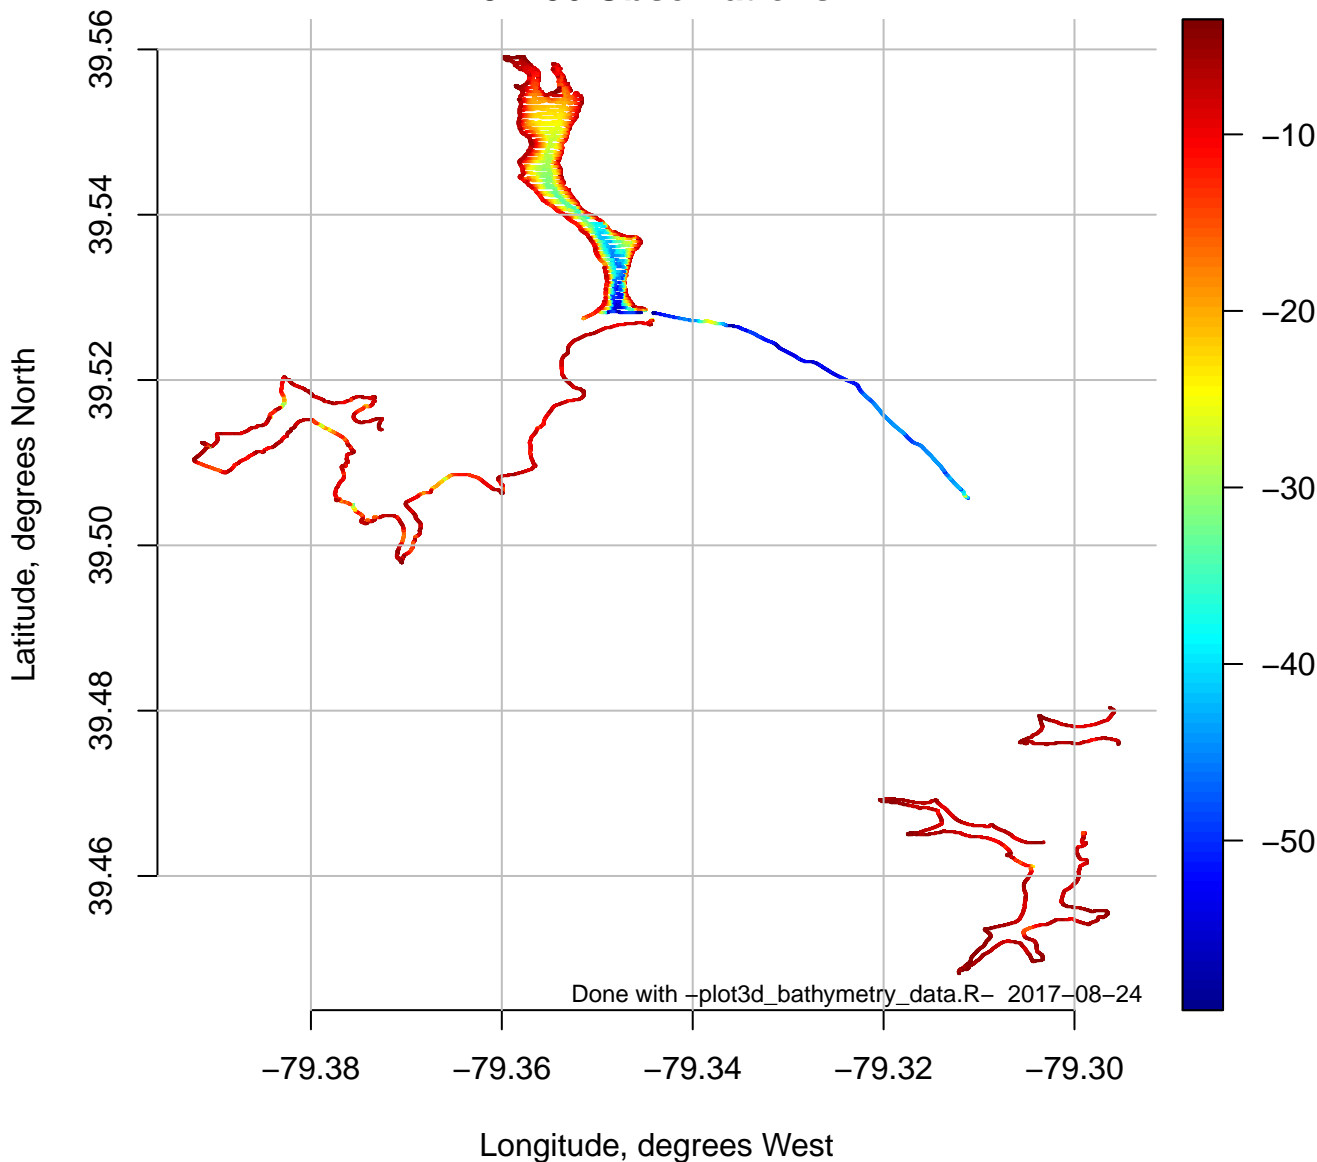 39.56
39.54
39.52
39.50
39.48
39.46
Latitude, degrees North
−10
−20
−30
−40
−50
Done with −plot3d_bathymetry_data.R− 2017−08−24
−79.38 −79.36 −79.34 −79.32 −79.30
Longitude, degrees West